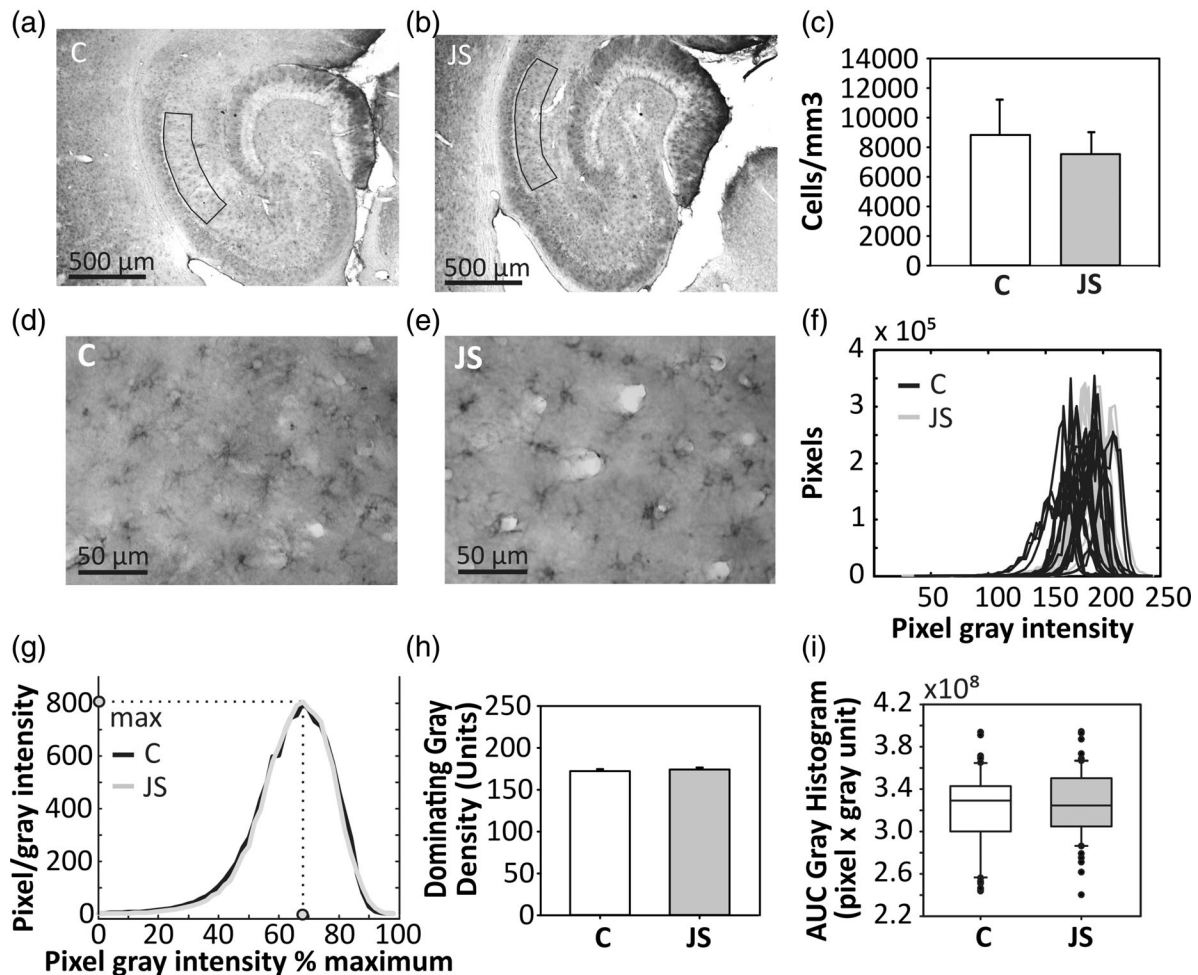 (a)
C
500 µm
(b)
JS
500 µm
(c)
Cells/mm3
14000
12000
10000
8000
6000
4000
2000
0
C
JS
(d)
C
50 µm
(e)
JS
50 µm
(f)
x 10⁵
Pixels
4
3
2
1
0
C
JS
50
100
150
200
250
Pixel gray intensity
(g)
Pixel/gray intensity
800
600
400
200
0
max
C
JS
0
20
40
60
80
100
Pixel gray intensity % maximum
(h)
Dominating Gray
Density (Units)
250
200
150
100
50
0
C
JS
(i)
x10⁸
AUC Gray Histogram
(pixel x gray unit)
4.2
3.8
3.4
3.0
2.6
2.2
C
JS